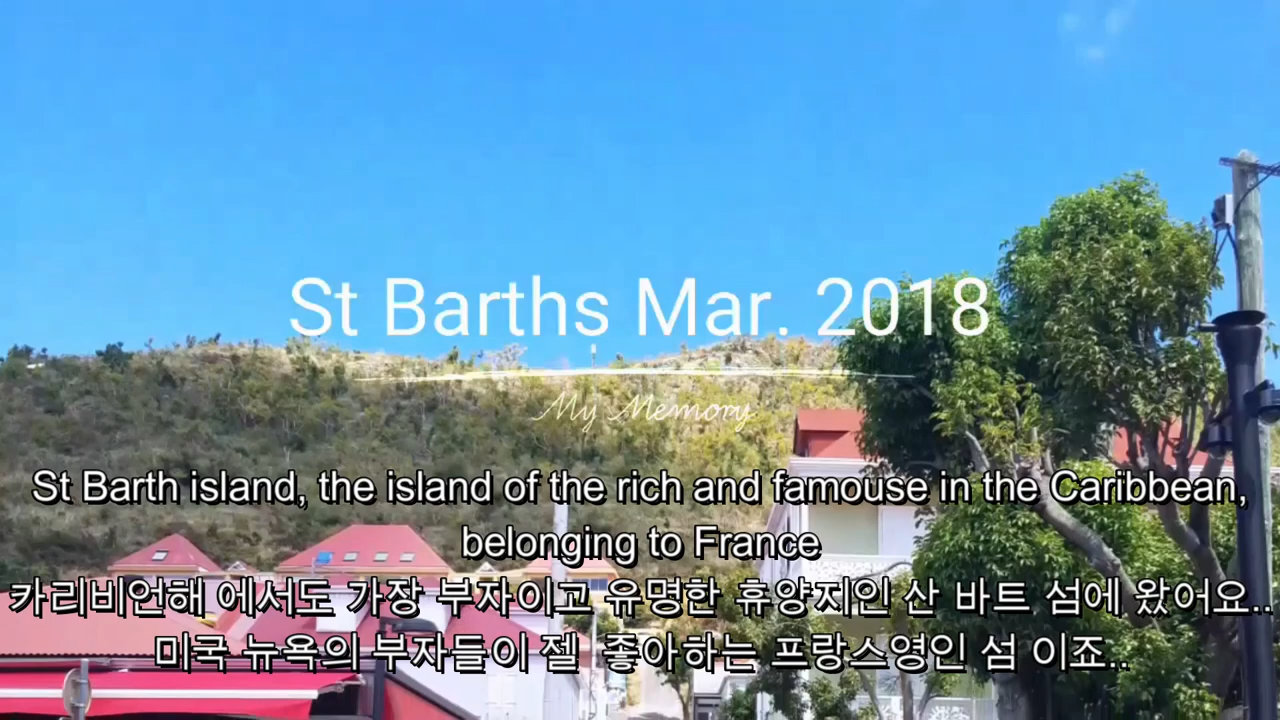 St Barths Mar. 2018
My Memory
St Barth island, the island of the rich and famouse in the Caribbean,
belonging to France
카리비언해 에서도 가장 부자이고 유명한 휴양지인 산 바트 섬에 왔어요..
미국 뉴욕의 부자들이 젤 좋아하는 프랑스영인 섬 이죠..